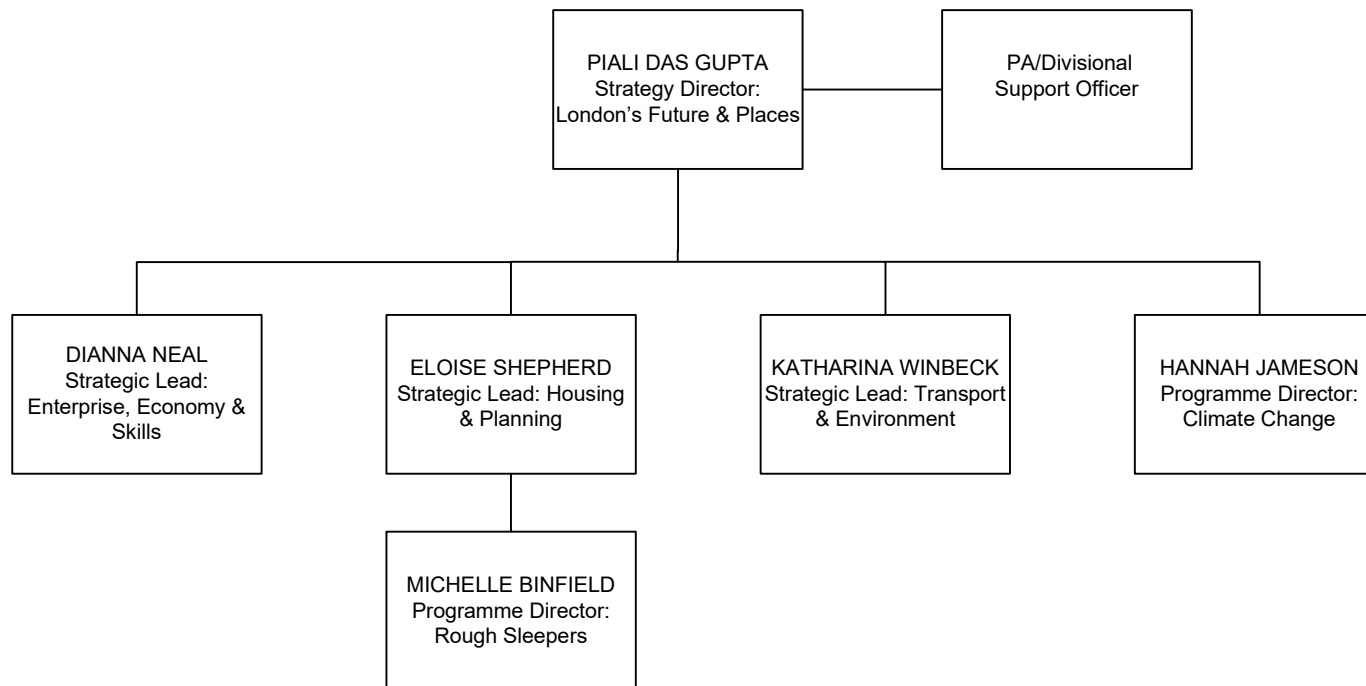 PIALI DAS GUPTA
Strategy Director:
London’s Future & Places
PA/Divisional
Support Officer
DIANNA NEAL
Strategic Lead:
Enterprise, Economy &
Skills
ELOISE SHEPHERD
Strategic Lead: Housing
& Planning
KATHARINA WINBECK
Strategic Lead: Transport
& Environment
HANNAH JAMESON
Programme Director:
Climate Change
MICHELLE BINFIELD
Programme Director:
Rough Sleepers